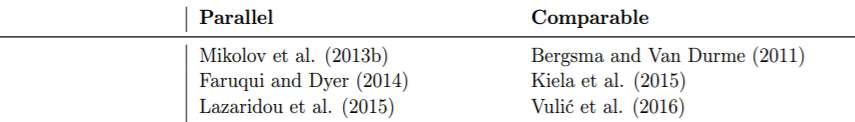 Parallel Comparable
Mikolov et al. (2013b) Bergsma and Van Durme (2011)
Faruqui and Dyer (2014) Kiela et al. (2015)
Lazaridou et al. (2015) Vulić et al. (2016)